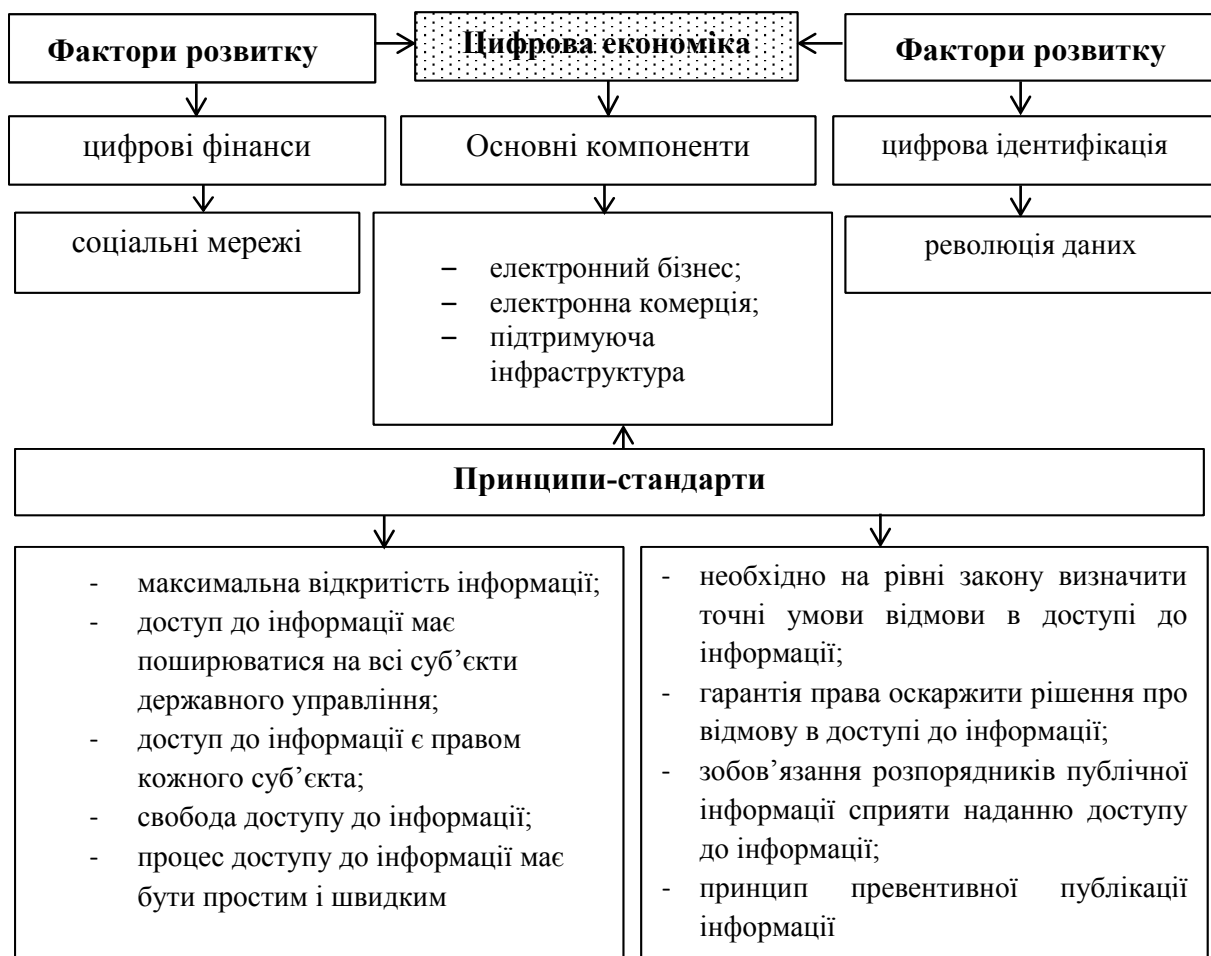 Фактори розвитку
Цифрова економіка
Фактори розвитку
цифрові фінанси
Основні компоненти
цифрова ідентифікація
соціальні мережі
– електронний бізнес;
– електронна комерція;
– підтримуюча
інфраструктура
революція даних
Принципи-стандарти
- максимальна відкритість інформації;
- доступ до інформації має
поширюватися на всі суб’єкти
державного управління;
- доступ до інформації є правом
кожного суб’єкта;
- свобода доступу до інформації;
- процес доступу до інформації має
бути простим і швидким
- необхідно на рівні закону визначити
точні умови відмови в доступі до
інформації;
- гарантія права оскаржити рішення про
відмову в доступі до інформації;
- зобов’язання розпорядників публічної
інформації сприяти наданню доступу
до інформації;
- принцип превентивної публікації
інформації